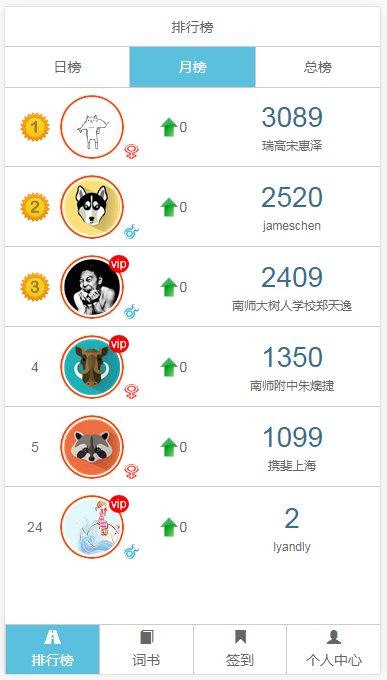 排行榜
日榜
月榜
总榜
1
0
3089
瑞高宋惠泽
2
0
2520
jameschen
3
vip
0
2409
南师大树人学校郑天逸
4
vip
0
1350
南师附中朱燠捷
5
0
1099
携斐上海
24
vip
0
2
lyandly
排行榜
词书
签到
个人中心